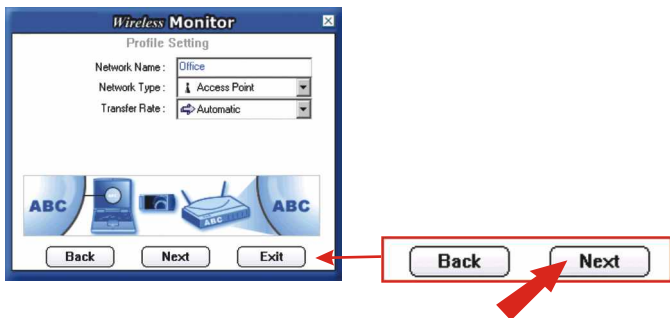 Wireless Monitor
Profile Setting
Network Name : Office
Network Type : Access Point
Transfer Rate : Automatic
ABC ABC ABC
Back Next Exit
Back Next